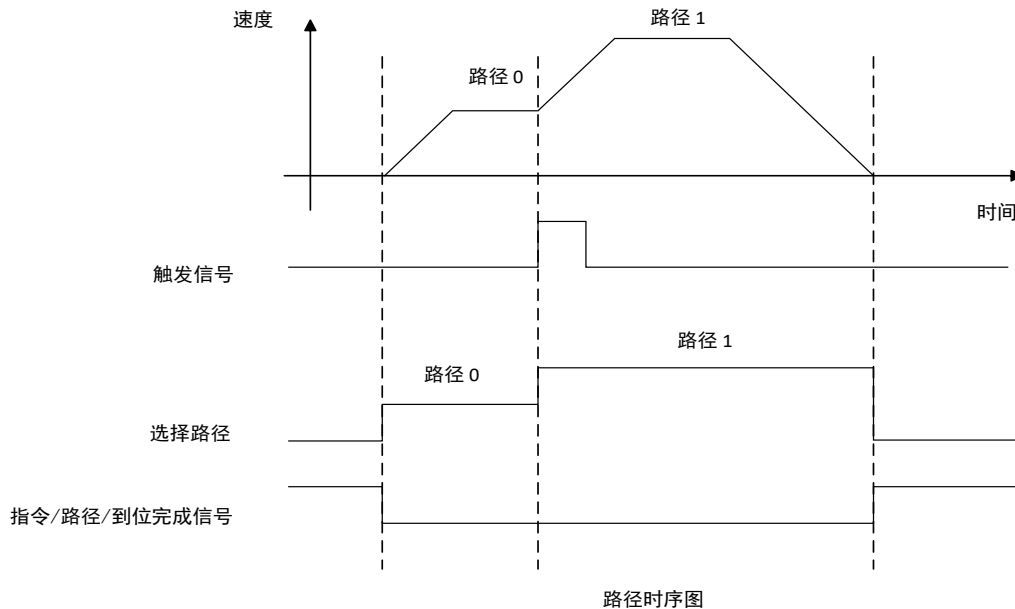 速度
路径 1
路径 0
时间
触发信号
路径 1
路径 0
选择路径
指令/路径/到位完成信号
路径时序图